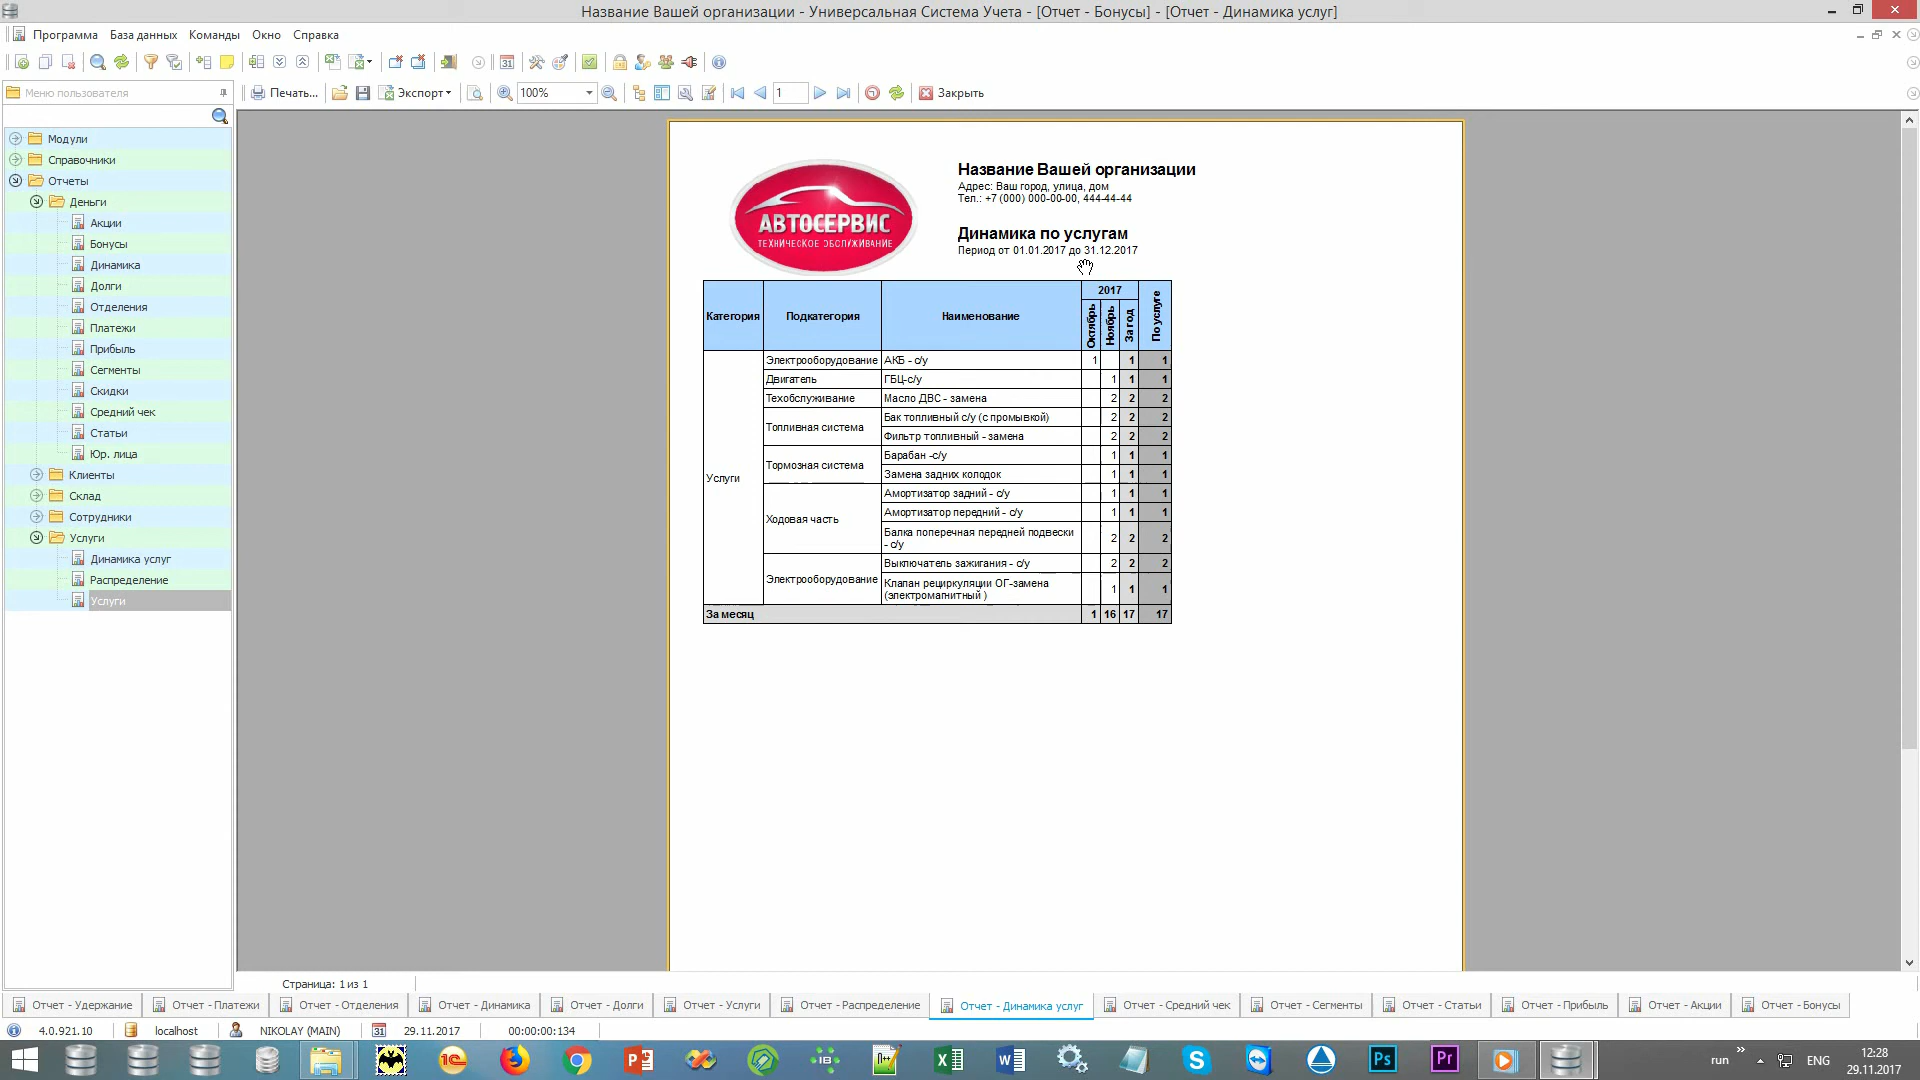 Название Вашей организации - Универсальная Система Учета - [Отчет - Бонусы] - [Отчет - Динамика услуг]
Программа База данных Команды Окно Справка
Меню пользователя
Печать... Экспорт 100% 1 Закрыть
Модули
Справочники
Отчеты
Деньги
Акции
Бонусы
Динамика
Долги
Отделения
Платежи
Прибыль
Сегменты
Скидки
Средний чек
Статьи
Юр. лица
Клиенты
Склад
Сотрудники
Услуги
Динамика услуг
Распределение
Услуги
АВТОСЕРВИС
ТЕХНИЧЕСКОЕ ОБСЛУЖИВАНИЕ
Название Вашей организации
Адрес: Ваш город, улица, дом
Тел.: +7 (000) 000-00-00, 444-44-44
Динамика по услугам
Период от 01.01.2017 до 31.12.2017
Категория Подкатегория Наименование 2017 Октябрь Ноябрь За год По услуге
Услуги
Электрооборудование АКБ - с/у 1 1 1
Двигатель ГБЦ-с/у 1 1 1
Техобслуживание Масло ДВС - замена 2 2 2
Топливная система Бак топливный с/у (с промывкой) 2 2 2
Фильтр топливный - замена 2 2 2
Тормозная система Барабан -с/у 1 1 1
Замена задних колодок 1 1 1
Ходовая часть Амортизатор задний - с/у 1 1 1
Амортизатор передний - с/у 1 1 1
Балка поперечная передней подвески
- с/у 2 2 2
Электрооборудование Выключатель зажигания - с/у 2 2 2
Клапан рециркуляции ОГ-замена
(электромагнитный ) 1 1 1
За месяц 1 16 17 17
Страница: 1 из 1
Отчет - Удержание Отчет - Платежи Отчет - Отделения Отчет - Динамика Отчет - Долги Отчет - Услуги Отчет - Распределение Отчет - Динамика услуг Отчет - Средний чек Отчет - Сегменты Отчет - Статьи Отчет - Прибыль Отчет - Акции Отчет - Бонусы
4.0.921.10 localhost NIKOLAY (MAIN) 31 29.11.2017 00:00:00:134
run ENG 12:28
29.11.2017